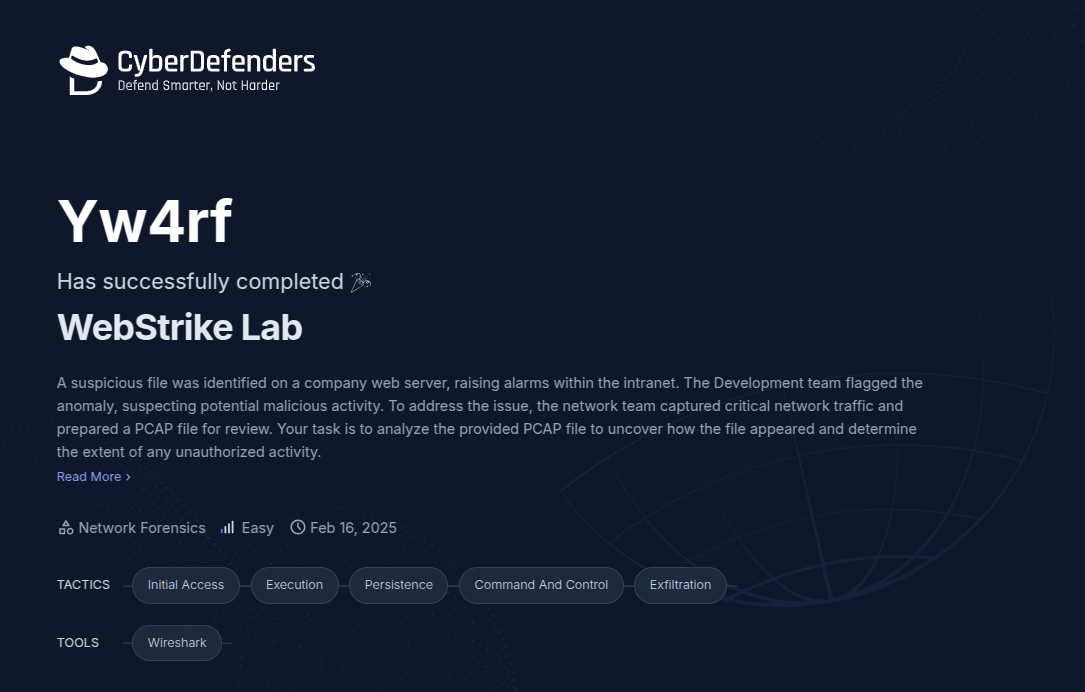 CyberDefenders
Defend Smarter, Not Harder
Yw4rf
Has successfully completed
WebStrike Lab
A suspicious file was identified on a company web server, raising alarms within the intranet. The Development team flagged the
anomaly, suspecting potential malicious activity. To address the issue, the network team captured critical network traffic and
prepared a PCAP file for review. Your task is to analyze the provided PCAP file to uncover how the file appeared and determine
the extent of any unauthorized activity.
Read More ›
Network Forensics Easy Feb 16, 2025
TACTICS Initial Access Execution Persistence Command And Control Exfiltration
TOOLS Wireshark